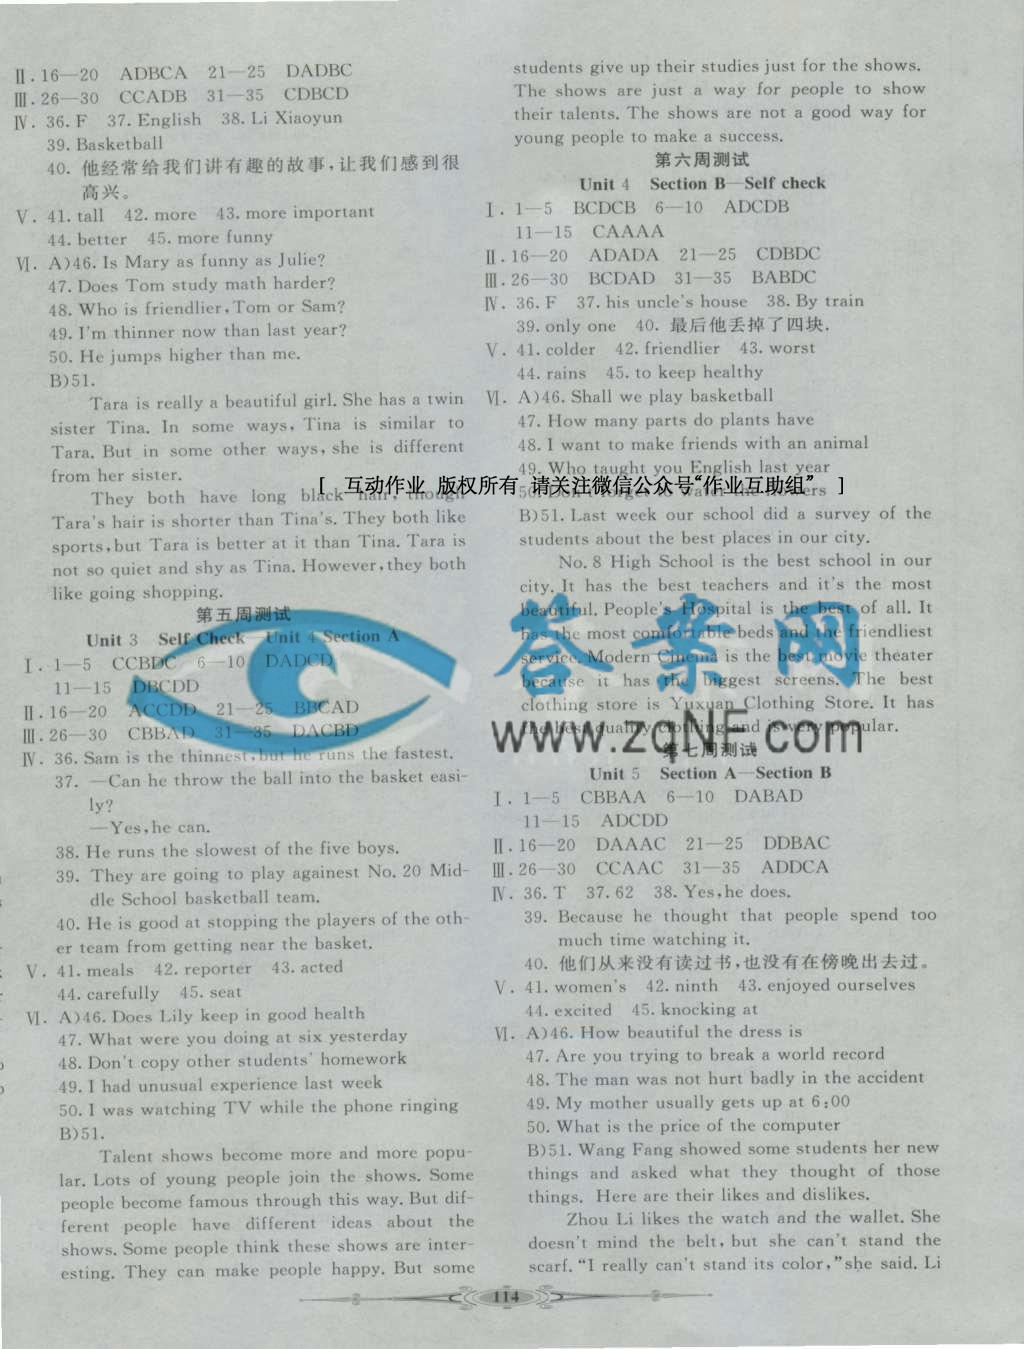 Ⅱ. 16—20 ADBCA 21—25 DADBC
Ⅲ. 26—30 CCADB 31—35 CDBCD
Ⅳ. 36. F 37. English 38. Li Xiaoyun
39. Basketball
40. 他经常给我们讲有趣的故事,让我们感到很
高兴。
Ⅴ. 41. tall 42. more 43. more important
44. better 45. more funny
Ⅵ. A)46. Is Mary as funny as Julie?
47. Does Tom study math harder?
48. Who is friendlier, Tom or Sam?
49. I'm thinner now than last year?
50. He jumps higher than me.
B)51.
Tara is really a beautiful girl. She has a twin
sister Tina. In some ways, Tina is similar to
Tara. But in some other ways, she is different
from her sister.
They both have long black hair, though
Tara's hair is shorter than Tina's. They both like
sports, but Tara is better at it than Tina. Tara is
not so quiet and shy as Tina. However, they both
like going shopping.
第五周测试
Unit 3 Self Check—Unit 4 Section A
Ⅰ. 1—5 CCBDC 6—10 DADCD
11—15 DBCDD
Ⅱ. 16—20 ACCDD 21—25 BBCAD
Ⅲ. 26—30 CBBAD 31—35 DACBD
Ⅳ. 36. Sam is the thinnest, but he runs the fastest.
37. —Can he throw the ball into the basket easi-
ly?
—Yes, he can.
38. He runs the slowest of the five boys.
39. They are going to play againest No. 20 Mid-
dle School basketball team.
40. He is good at stopping the players of the oth-
er team from getting near the basket.
Ⅴ. 41. meals 42. reporter 43. acted
44. carefully 45. seat
Ⅵ. A)46. Does Lily keep in good health
47. What were you doing at six yesterday
48. Don't copy other students' homework
49. I had unusual experience last week
50. I was watching TV while the phone ringing
B)51.
Talent shows become more and more popu-
lar. Lots of young people join the shows. Some
people become famous through this way. But dif-
ferent people have different ideas about the
shows. Some people think these shows are inter-
esting. They can make people happy. But some
students give up their studies just for the shows.
The shows are just a way for people to show
their talents. The shows are not a good way for
young people to make a success.
第六周测试
Unit 4 Section B—Self check
Ⅰ. 1—5 BCDCB 6—10 ADCDB
11—15 CAAAA
Ⅱ. 16—20 ADADA 21—25 CDBDC
Ⅲ. 26—30 BCDAD 31—35 BABDC
Ⅳ. 36. F 37. his uncle's house 38. By train
39. only one 40. 最后他丢掉了四块.
Ⅴ. 41. colder 42. friendlier 43. worst
44. rains 45. to keep healthy
Ⅵ. A)46. Shall we play basketball
47. How many parts do plants have
48. I want to make friends with an animal
49. Who taught you English last year
[ 互动作业 版权所有 请关注微信公众号“作业互助组” ]
50. Don't forget to water the
B)51. Last week our school did a survey of the
students about the best places in our city.
No. 8 High School is the best school in our
city. It has the best teachers and it's the most
beautiful. People's Hospital is the best of all. It
has the most comfortable beds and the friendliest
service. Modern Cinema is the best movie theater
because it has the biggest screens. The best
clothing store is Yuxuan Clothing Store. It has
the best quality clothing and is very popular.
答案网
www.zqlNF.com
第七周测试
Unit 5 Section A—Section B
Ⅰ. 1—5 CBBAA 6—10 DABAD
11—15 ADCDD
Ⅱ. 16—20 DAAAC 21—25 DDBAC
Ⅲ. 26—30 CCAAC 31—35 ADDCA
Ⅳ. 36. T 37. 62 38. Yes, he does.
39. Because he thought that people spend too
much time watching it.
40. 他们从来没有读过书,也没有在傍晚出去过。
Ⅴ. 41. women's 42. ninth 43. enjoyed ourselves
44. excited 45. knocking at
Ⅵ. A)46. How beautiful the dress is
47. Are you trying to break a world record
48. The man was not hurt badly in the accident
49. My mother usually gets up at 6:00
50. What is the price of the computer
B)51. Wang Fang showed some students her new
things and asked what they thought of those
things. Here are their likes and dislikes.
Zhou Li likes the watch and the wallet. She
doesn't mind the belt, but she can't stand the
scarf. “I really can't stand its color,” she said. Li
114